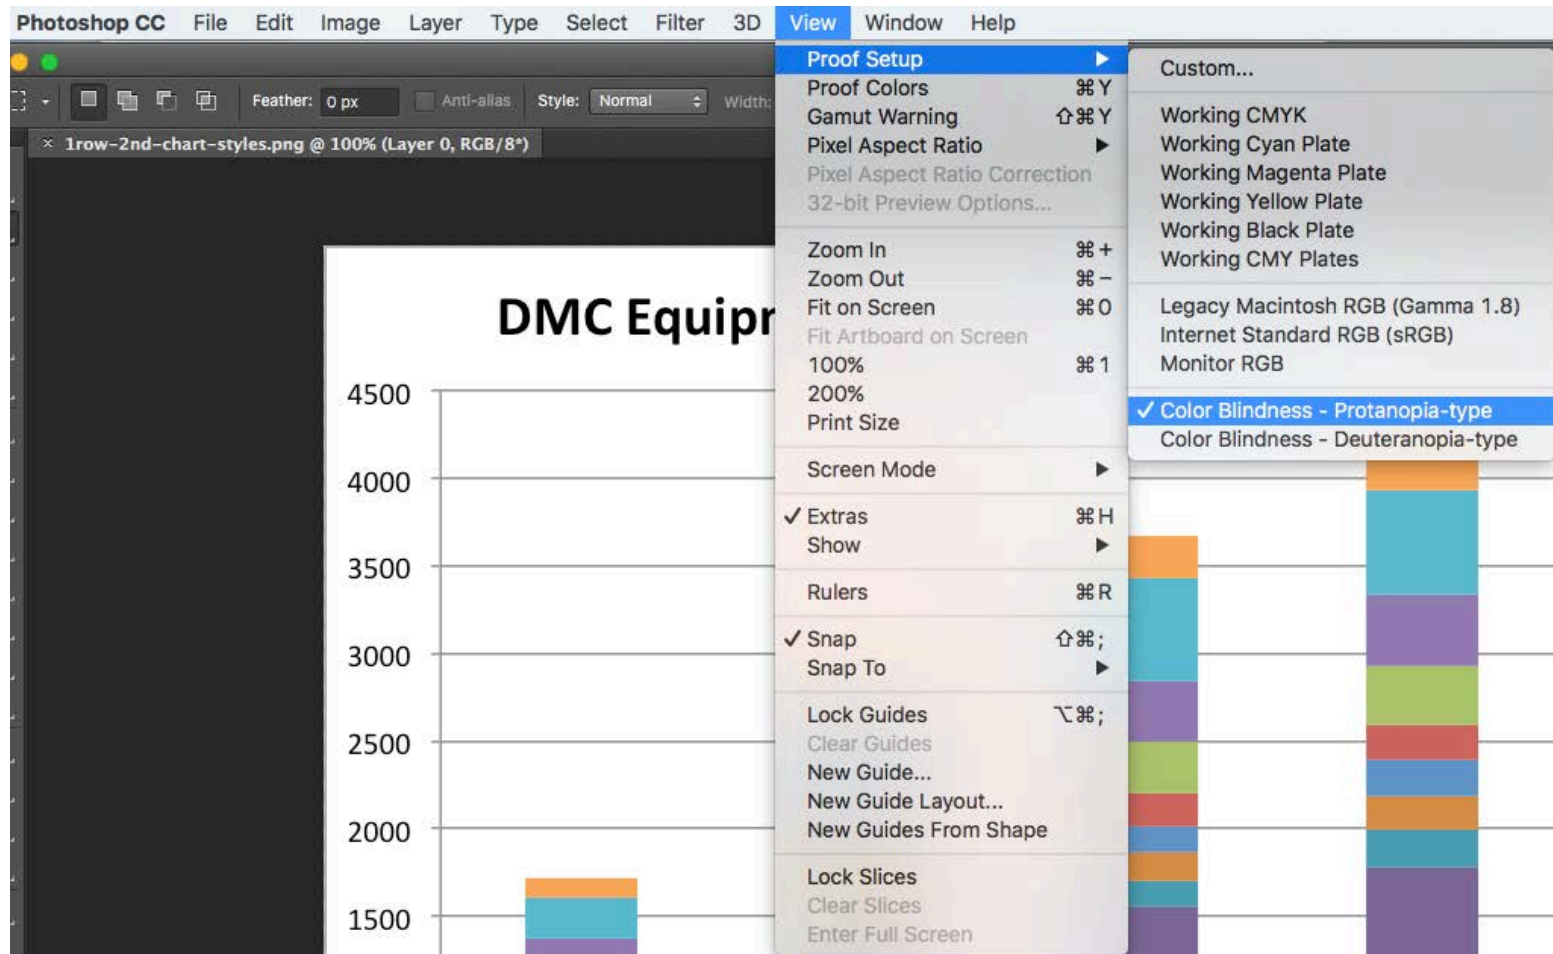 Photoshop CC File Edit Image Layer Type Select Filter 3D View Window Help
Feather: 0 px Anti-alias Style: Normal Width:
× 1row-2nd-chart-styles.png @ 100% (Layer 0, RGB/8*)
Proof Setup
Proof Colors ⌘Y
Gamut Warning ⇧⌘Y
Pixel Aspect Ratio
Pixel Aspect Ratio Correction
32-bit Preview Options...
Zoom In ⌘+
Zoom Out ⌘−
Fit on Screen ⌘0
Fit Artboard on Screen
100% ⌘1
200%
Print Size
Screen Mode
✓ Extras ⌘H
Show
Rulers ⌘R
✓ Snap ⇧⌘;
Snap To
Lock Guides ⌥⌘;
Clear Guides
New Guide...
New Guide Layout...
New Guides From Shape
Lock Slices
Clear Slices
Enter Full Screen
Custom...
Working CMYK
Working Cyan Plate
Working Magenta Plate
Working Yellow Plate
Working Black Plate
Working CMY Plates
Legacy Macintosh RGB (Gamma 1.8)
Internet Standard RGB (sRGB)
Monitor RGB
✓ Color Blindness - Protanopia-type
Color Blindness - Deuteranopia-type
DMC
4500
4000
3500
3000
2500
2000
1500